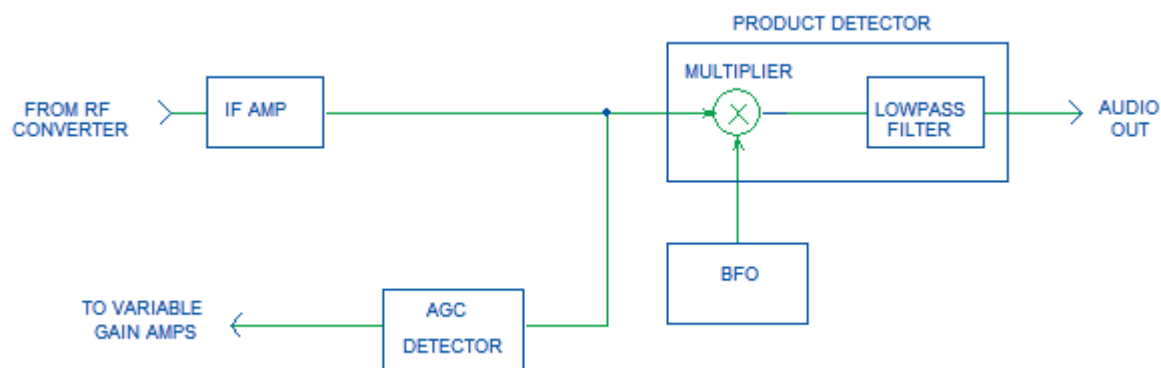 PRODUCT DETECTOR
MULTIPLIER
FROM RF
CONVERTER
IF AMP
LOWPASS
FILTER
AUDIO
OUT
BFO
TO VARIABLE
GAIN AMPS
AGC
DETECTOR